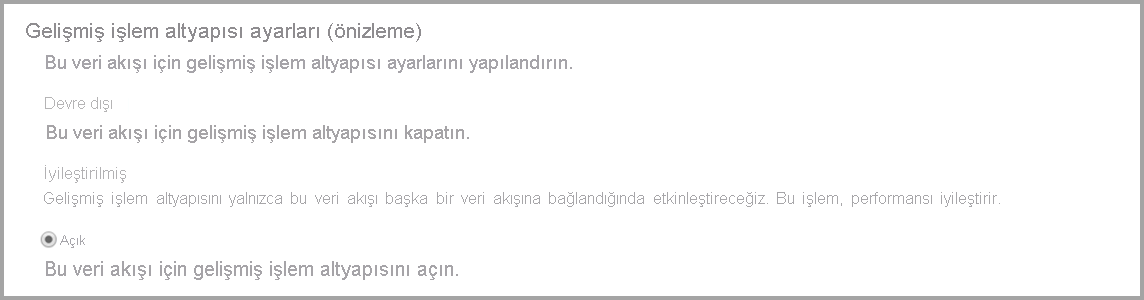 Gelişmiş işlem altyapısı ayarları (önizleme)
Bu veri akışı için gelişmiş işlem altyapısı ayarlarını yapılandırın.
Devre dışı
Bu veri akışı için gelişmiş işlem altyapısını kapatın.
İyileştirilmiş
Gelişmiş işlem altyapısını yalnızca bu veri akışı başka bir veri akışına bağlandığında etkinleştireceğiz. Bu işlem, performansı iyileştirir.
Açık
Bu veri akışı için gelişmiş işlem altyapısını açın.